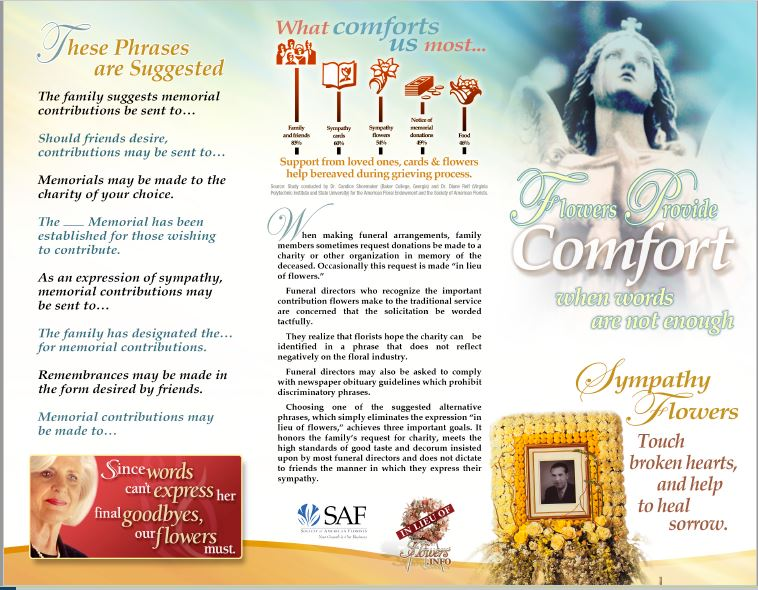 These Phrases
are Suggested
The family suggests memorial
contributions be sent to…
Should friends desire,
contributions may be sent to…
Memorials may be made to the
charity of your choice.
The ___ Memorial has been
established for those wishing
to contribute.
As an expression of sympathy,
memorial contributions may
be sent to…
The family has designated the…
for memorial contributions.
Remembrances may be made in
the form desired by friends.
Memorial contributions may
be made to…
Since words
can't express her
final goodbyes,
our flowers
must.
What comforts
us most...
Family
and friends
83%
Sympathy
cards
60%
Sympathy
flowers
54%
Notice of
memorial
donations
49%
Food
46%
Support from loved ones, cards & flowers
help bereaved during grieving process.
Source: Study conducted by Dr. Candice Shoemaker (Baker College, Georgia) and Dr. Diane Relf (Virginia
Polytechnic Institute and State University) for the American Floral Endowment and the Society of American Florists.
When making funeral arrangements, family
members sometimes request donations be made to a
charity or other organization in memory of the
deceased. Occasionally this request is made "in lieu
of flowers."
Funeral directors who recognize the important
contribution flowers make to the traditional service
are concerned that the solicitation be worded
tactfully.
They realize that florists hope the charity can be
identified in a phrase that does not reflect
negatively on the floral industry.
Funeral directors may also be asked to comply
with newspaper obituary guidelines which prohibit
discriminatory phrases.
Choosing one of the suggested alternative
phrases, which simply eliminates the expression "in
lieu of flowers," achieves three important goals. It
honors the family's request for charity, meets the
high standards of good taste and decorum insisted
upon by most funeral directors and does not dictate
to friends the manner in which they express their
sympathy.
SAF
SOCIETY OF AMERICAN FLORISTS
IN LIEU OF
Flowers
.INFO
Flowers Provide
Comfort
when words
are not enough
Sympathy
Flowers
Touch
broken hearts,
and help
to heal
sorrow.